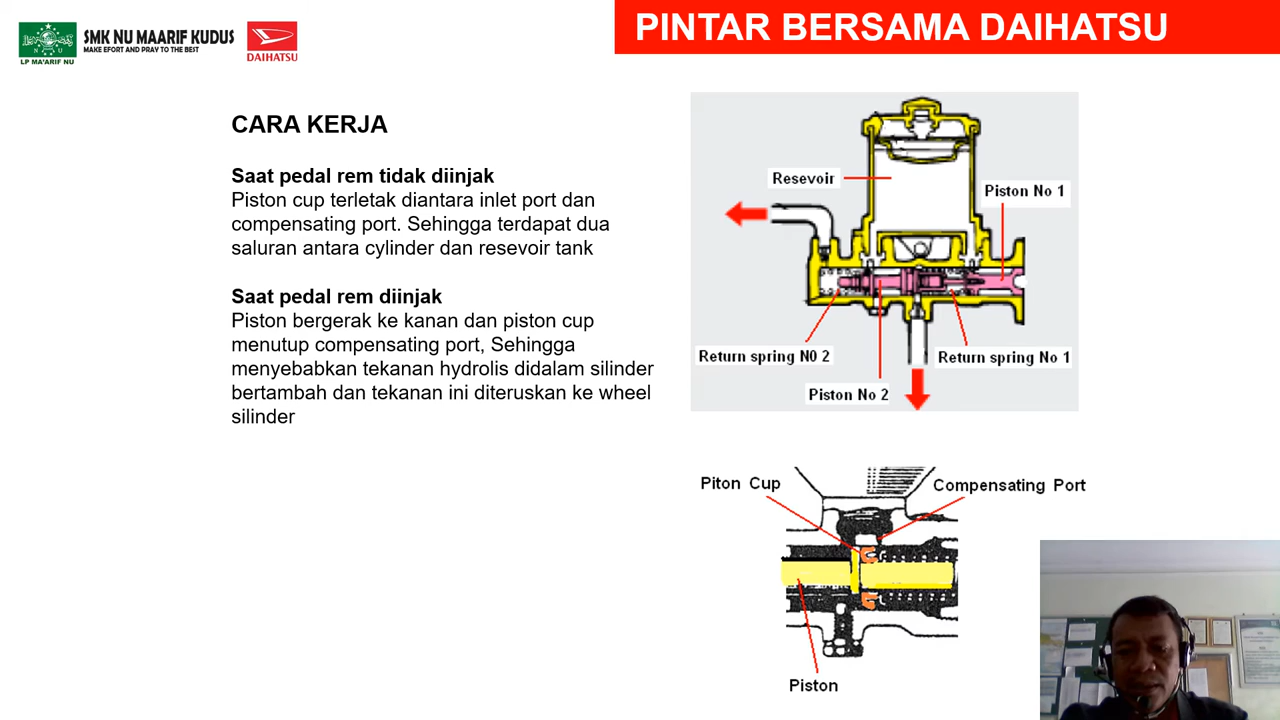 LP MA'ARIF NU
SMK NU MAARIF KUDUS
MAKE EFORT AND PRAY TO THE BEST
DAIHATSU
PINTAR BERSAMA DAIHATSU
CARA KERJA
Saat pedal rem tidak diinjak
Piston cup terletak diantara inlet port dan
compensating port. Sehingga terdapat dua
saluran antara cylinder dan resevoir tank
Saat pedal rem diinjak
Piston bergerak ke kanan dan piston cup
menutup compensating port, Sehingga
menyebabkan tekanan hydrolis didalam silinder
bertambah dan tekanan ini diteruskan ke wheel
silinder
Resevoir
Piston No 1
Return spring N0 2
Return spring No 1
Piston No 2
Piton Cup
Compensating Port
Piston